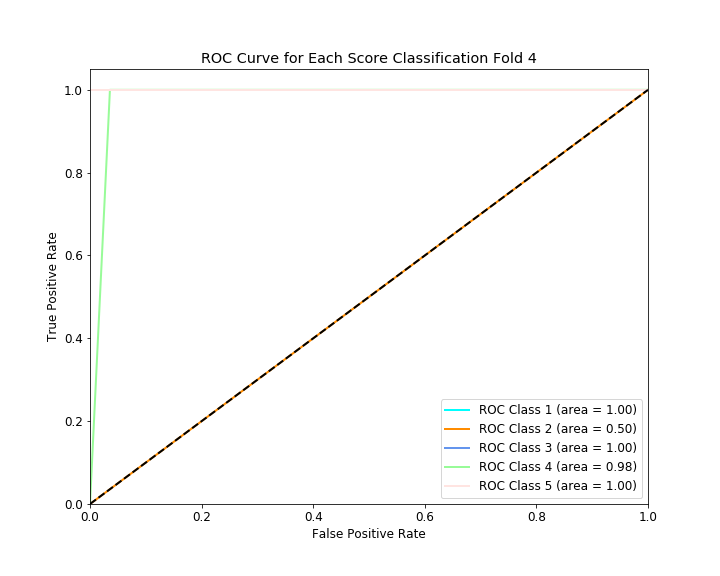 ROC Curve for Each Score Classification Fold 4
True Positive Rate
1.0
0.8
0.6
0.4
0.2
0.0
0.0 0.2 0.4 0.6 0.8 1.0
False Positive Rate
ROC Class 1 (area = 1.00)
ROC Class 2 (area = 0.50)
ROC Class 3 (area = 1.00)
ROC Class 4 (area = 0.98)
ROC Class 5 (area = 1.00)